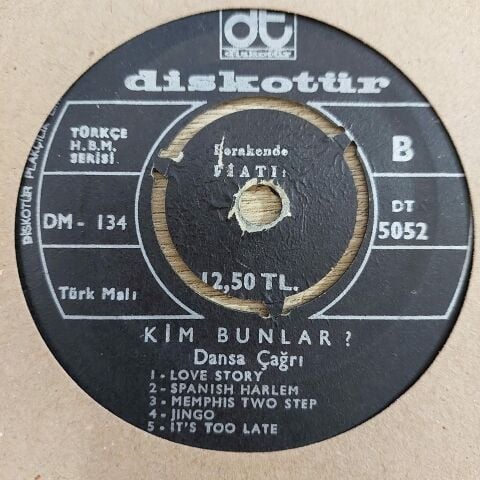 dt
diskotür
diskotür
TÜRKÇE
H.B.M.
SERİSİ
Perakende
FİATI:
B
DM - 134
DT
5052
Türk Malı
12,50 TL.
KİM BUNLAR ?
Dansa Çağrı
1 - LOVE STORY
2 - SPANISH HARLEM
3 - MEMPHIS TWO STEP
4 - JINGO
5 - IT'S TOO LATE
DİSKOTÜR PLAKÇILIK